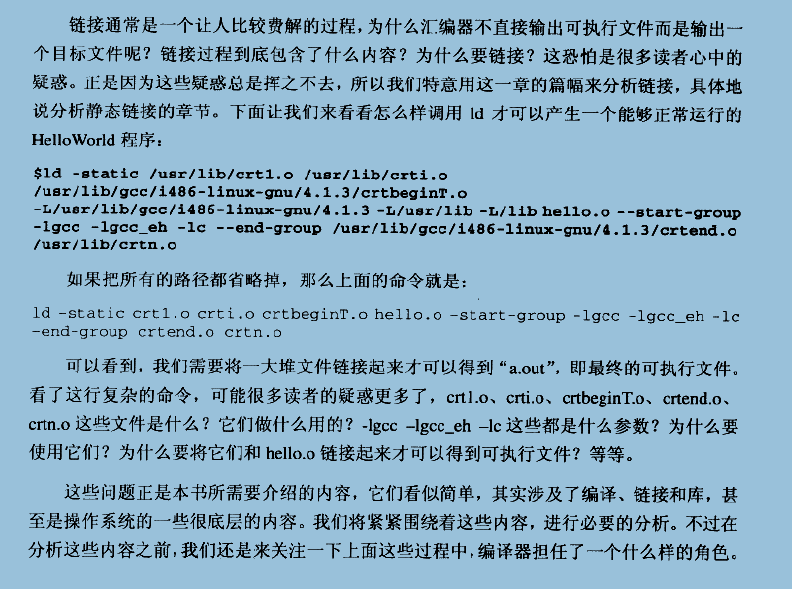 链接通常是一个让人比较费解的过程，为什么汇编器不直接输出可执行文件而是输出一
个目标文件呢？链接过程到底包含了什么内容？为什么要链接？这恐怕是很多读者心中的
疑惑。正是因为这些疑惑总是挥之不去，所以我们特意用这一章的篇幅来分析链接，具体地
说分析静态链接的章节。下面让我们来看看怎么样调用 ld 才可以产生一个能够正常运行的
HelloWorld 程序：
$ld -static /usr/lib/crt1.o /usr/lib/crti.o
/usr/lib/gcc/i486-linux-gnu/4.1.3/crtbeginT.o
-L/usr/lib/gcc/i486-linux-gnu/4.1.3 -L/usr/lib -L/lib hello.o --start-group
-lgcc -lgcc_eh -lc --end-group /usr/lib/gcc/i486-linux-gnu/4.1.3/crtend.o
/usr/lib/crtn.o
如果把所有的路径都省略掉，那么上面的命令就是：
ld -static crt1.o crti.o crtbeginT.o hello.o -start-group -lgcc -lgcc_eh -lc
-end-group crtend.o crtn.o
可以看到，我们需要将一大堆文件链接起来才可以得到“a.out”，即最终的可执行文件。
看了这行复杂的命令，可能很多读者的疑惑更多了，crt1.o、crti.o、crtbeginT.o、crtend.o、
crtn.o 这些文件是什么？它们做什么用的？-lgcc –lgcc_eh –lc 这些都是什么参数？为什么要
使用它们？为什么要将它们和 hello.o 链接起来才可以得到可执行文件？等等。
这些问题正是本书所需要介绍的内容，它们看似简单，其实涉及了编译、链接和库，甚
至是操作系统的一些很底层的内容。我们将紧紧围绕着这些内容，进行必要的分析。不过在
分析这些内容之前，我们还是来关注一下上面这些过程中，编译器担任了一个什么样的角色。